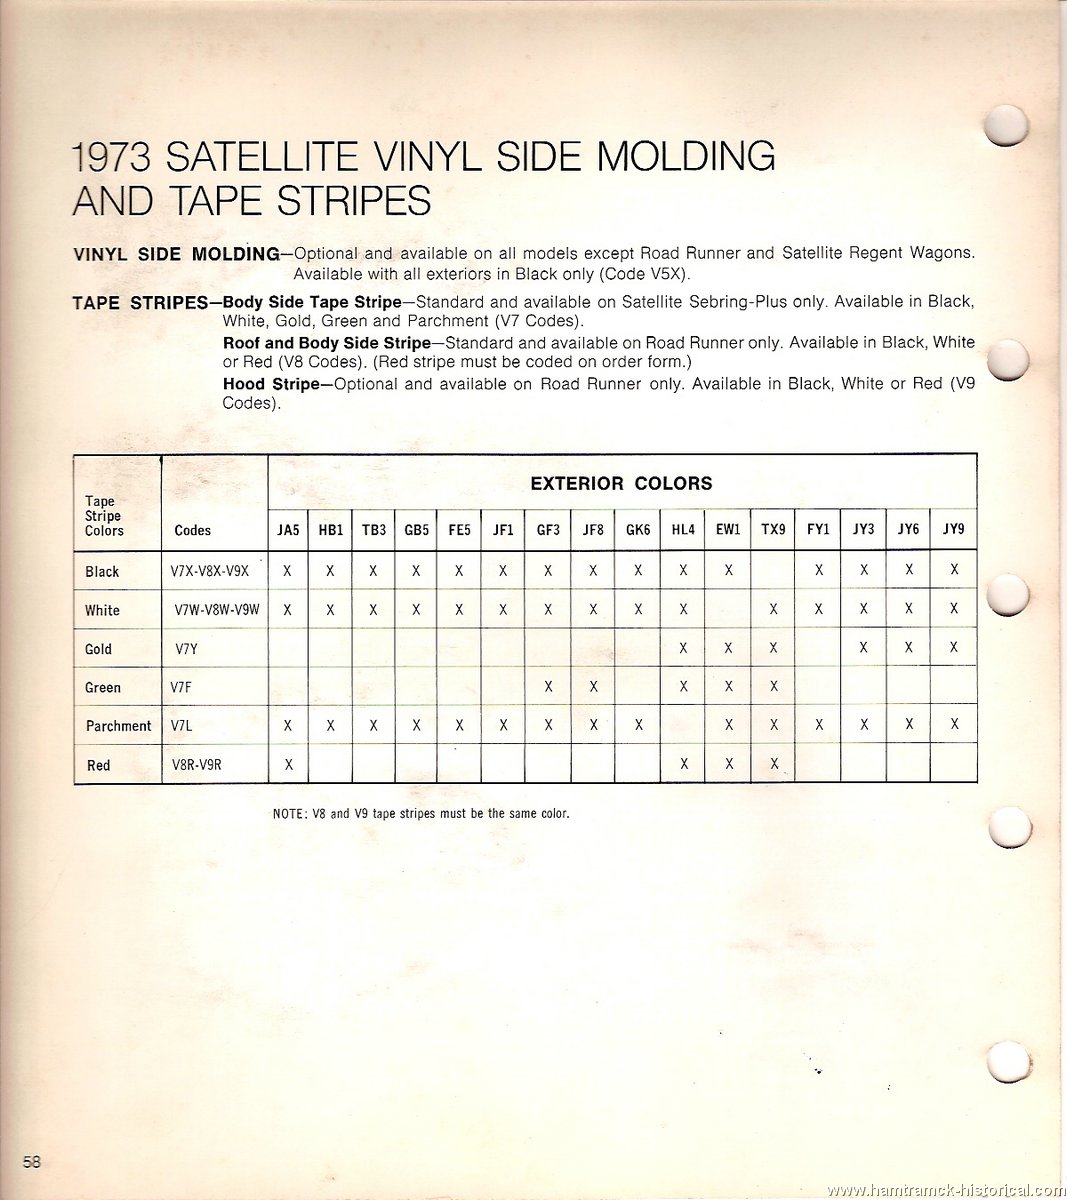 1973 SATELLITE VINYL SIDE MOLDING
AND TAPE STRIPES
VINYL SIDE MOLDING—Optional and available on all models except Road Runner and Satellite Regent Wagons.
Available with all exteriors in Black only (Code V5X).
TAPE STRIPES—Body Side Tape Stripe—Standard and available on Satellite Sebring-Plus only. Available in Black,
White, Gold, Green and Parchment (V7 Codes).
Roof and Body Side Stripe—Standard and available on Road Runner only. Available in Black, White
or Red (V8 Codes). (Red stripe must be coded on order form.)
Hood Stripe—Optional and available on Road Runner only. Available in Black, White or Red (V9
Codes).
EXTERIOR COLORS
Tape
Stripe
Colors Codes JA5 HB1 TB3 GB5 FE5 JF1 GF3 JF8 GK6 HL4 EW1 TX9 FY1 JY3 JY6 JY9
Black V7X-V8X-V9X X X X X X X X X X X X X X X X
White V7W-V8W-V9W X X X X X X X X X X X X X X X
Gold V7Y X X X X X X
Green V7F X X X X X
Parchment V7L X X X X X X X X X X X X X X X
Red V8R-V9R X X X X
NOTE: V8 and V9 tape stripes must be the same color.
58
www.hamtramck-historical.com